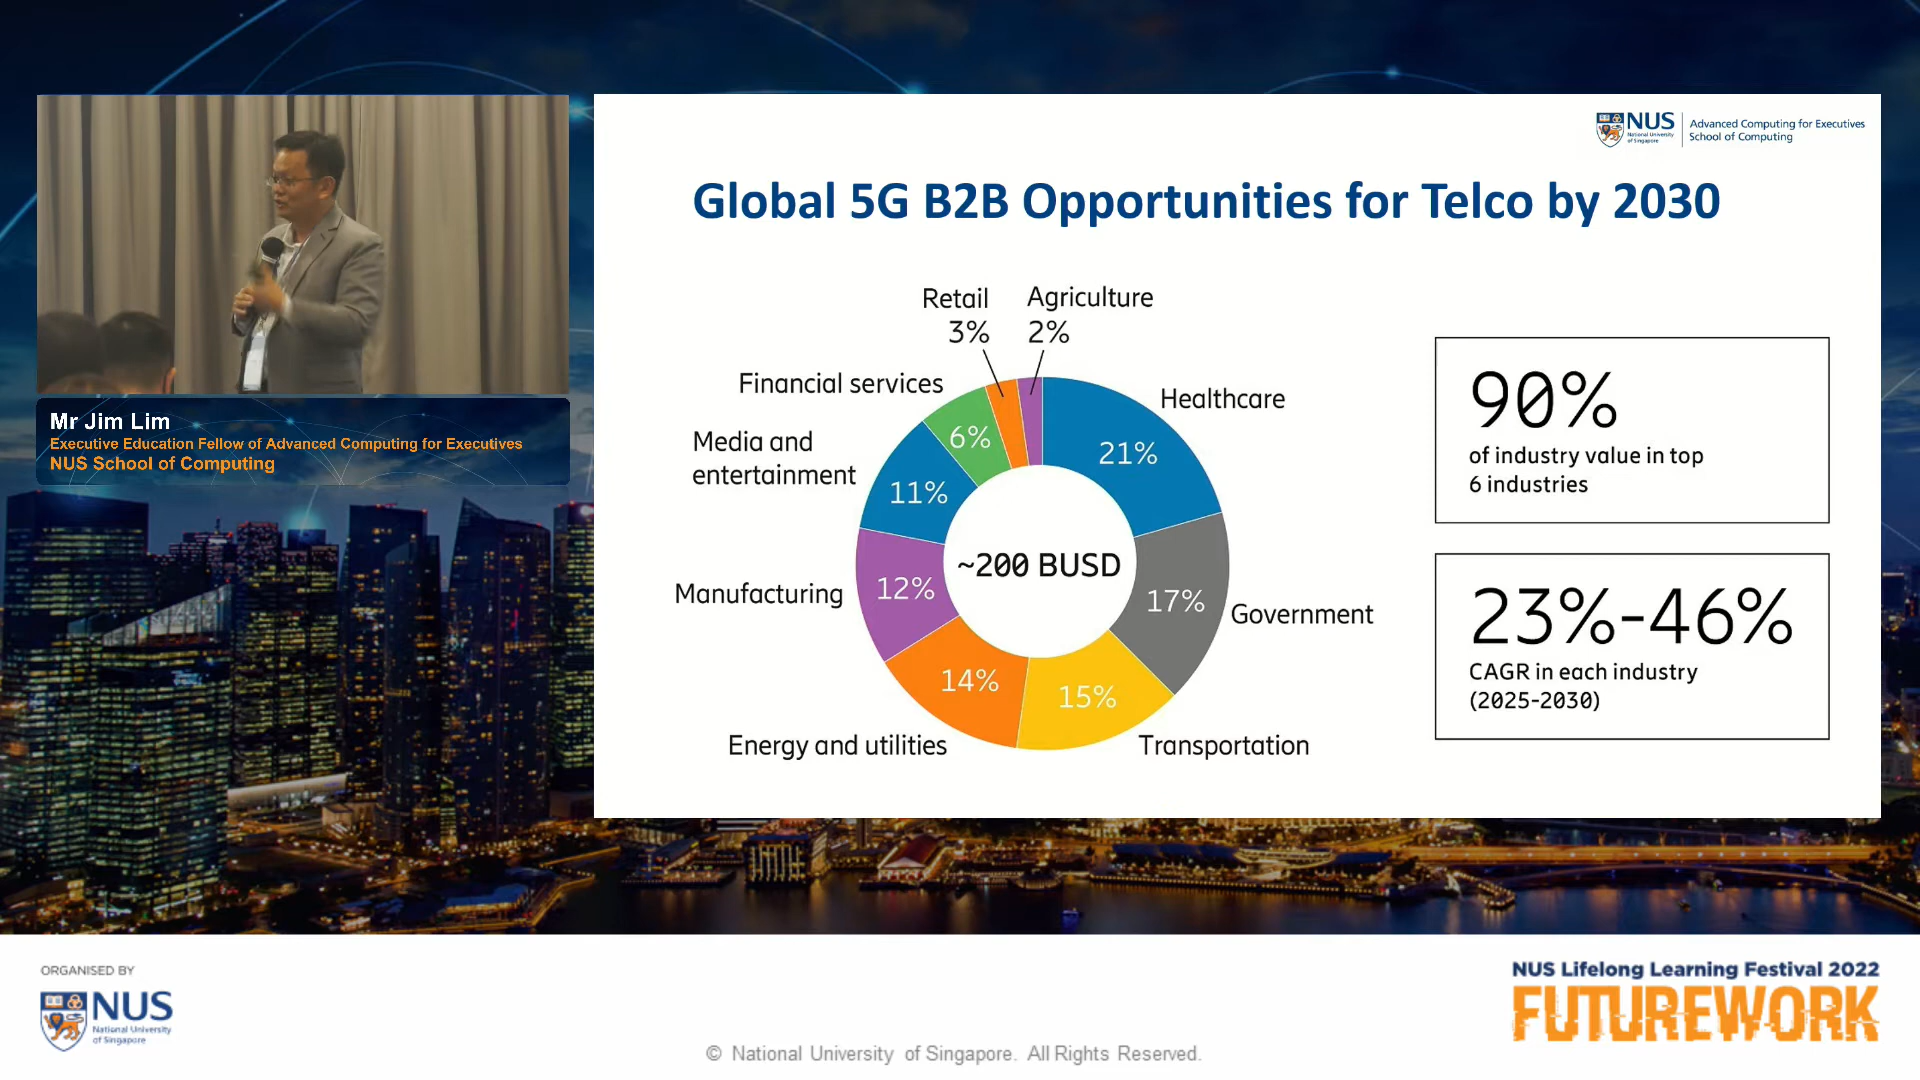 Mr Jim Lim
Executive Education Fellow of Advanced Computing for Executives
NUS School of Computing
NUS
National University
of Singapore
Advanced Computing for Executives
School of Computing
Global 5G B2B Opportunities for Telco by 2030
Retail
3%
Agriculture
2%
Financial services
6%
Healthcare
21%
Media and
entertainment
11%
Manufacturing
12%
~200 BUSD
17%
Government
14%
15%
Energy and utilities
Transportation
90%
of industry value in top
6 industries
23%-46%
CAGR in each industry
(2025-2030)
ORGANISED BY
NUS
National University
of Singapore
© National University of Singapore. All Rights Reserved.
NUS Lifelong Learning Festival 2022
FUTUREWORK